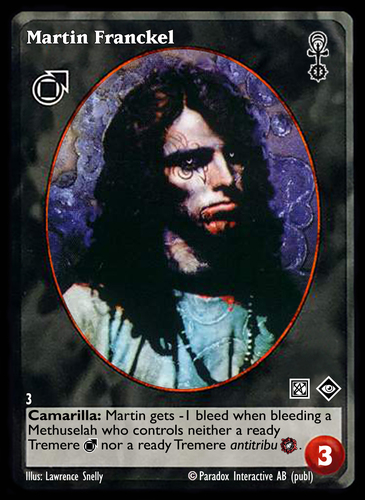 Martin Franckel
3
Camarilla: Martin gets -1 bleed when bleeding a
Methuselah who controls neither a ready
Tremere nor a ready Tremere antitribu .
3
Illus: Lawrence Snelly © Paradox Interactive AB (publ)